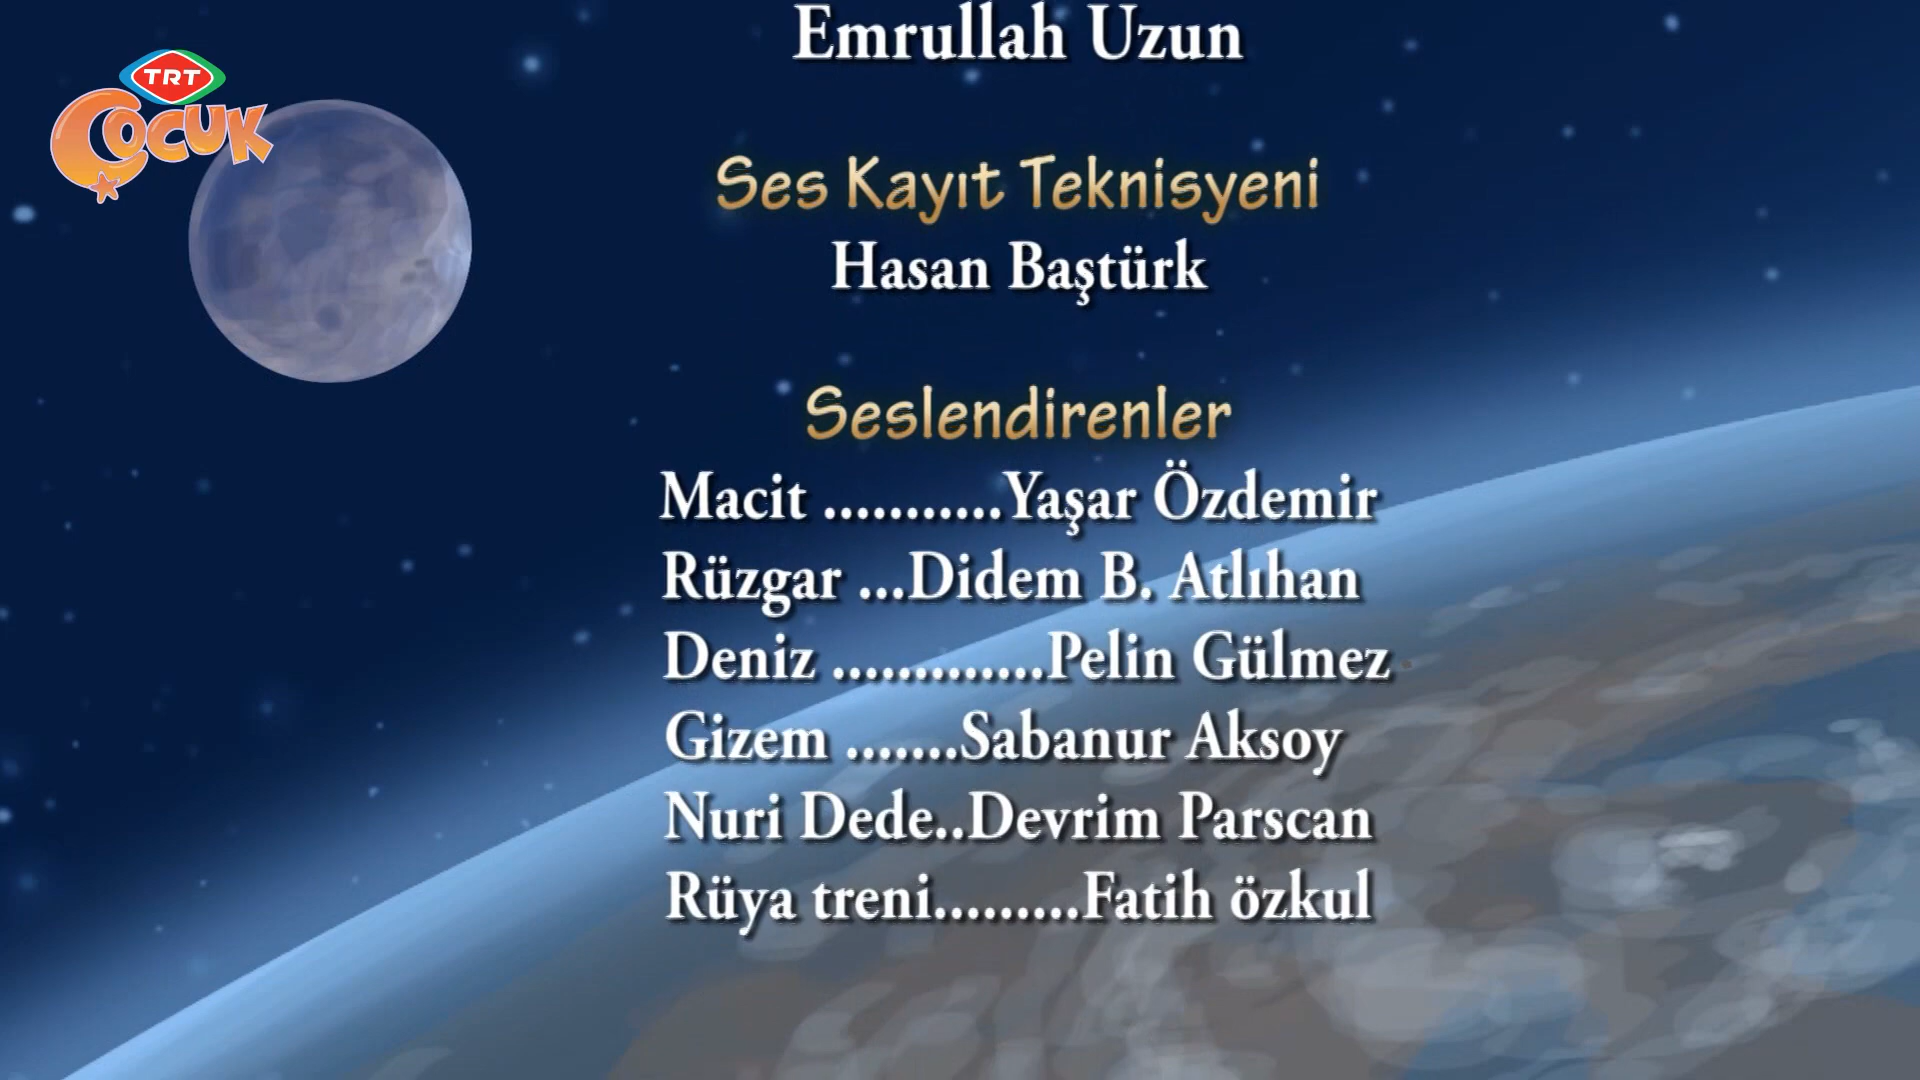 Emrullah Uzun
TRT
ÇOCUK
Ses Kayıt Teknisyeni
Hasan Baştürk
Seslendirenler
Macit ...........Yaşar Özdemir
Rüzgar ...Didem B. Atlıhan
Deniz .............Pelin Gülmez
Gizem .......Sabanur Aksoy
Nuri Dede..Devrim Parscan
Rüya treni.........Fatih özkul